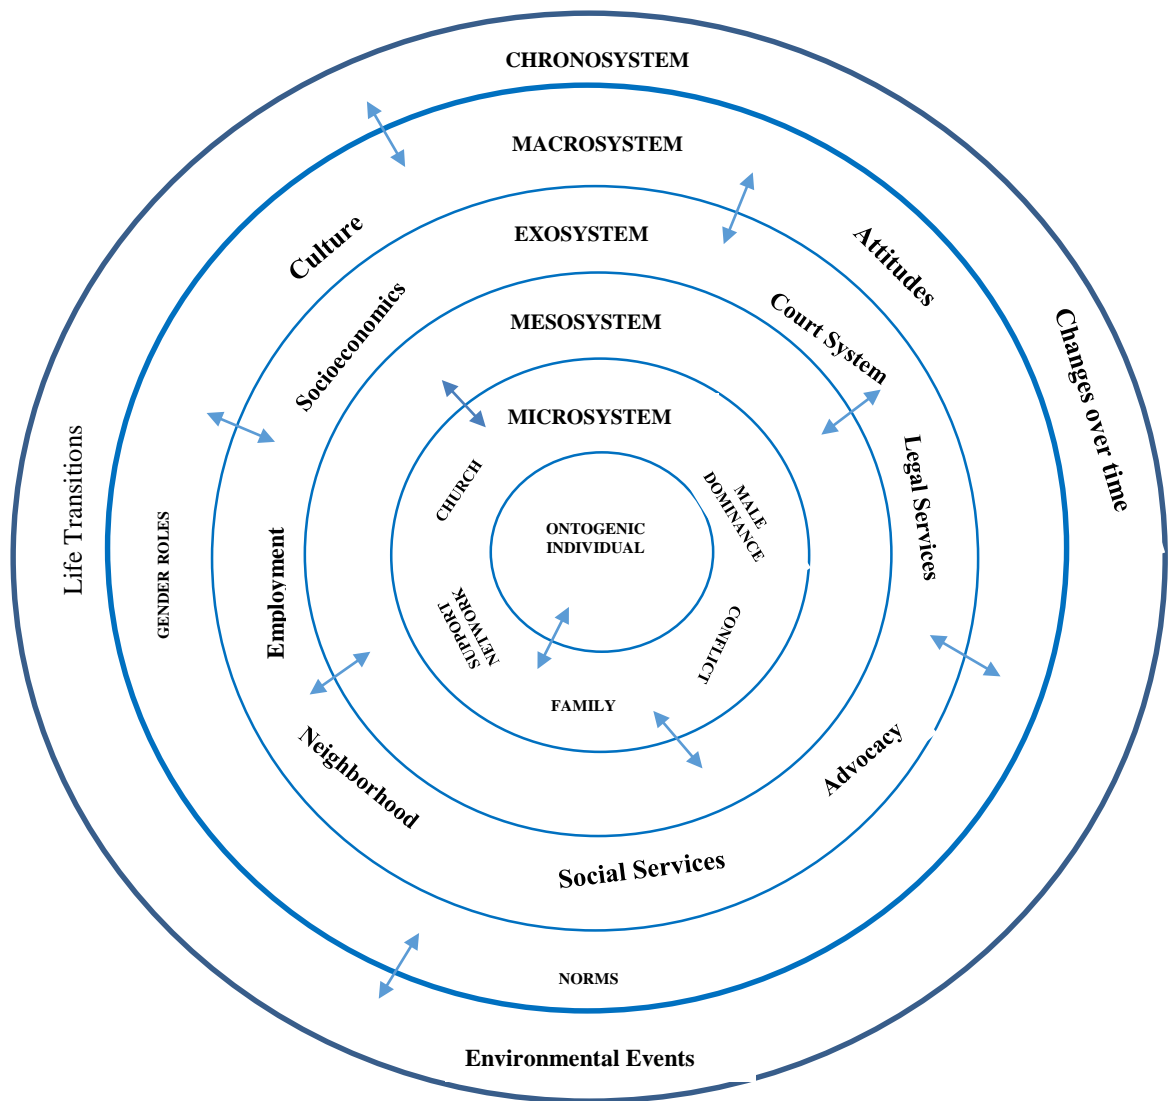 CHRONOSYSTEM
MACROSYSTEM
Culture
EXOSYSTEM
Attitudes
Socioeconomics
MESOSYSTEM
Court System
Changes over time
MICROSYSTEM
Life Transitions
GENDER ROLES
Employment
CHURCH
ONTOGENIC
INDIVIDUAL
MALE
DOMINANCE
Legal Services
SUPPORT
NETWORK
CONFLICT
FAMILY
Neighborhood
Advocacy
Social Services
NORMS
Environmental Events